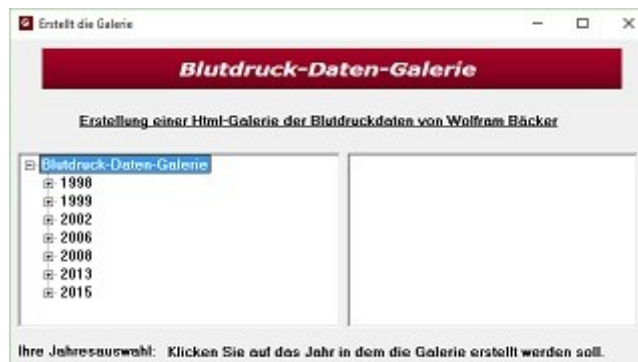 Erstellt die Galerie
Blutdruck-Daten-Galerie
Erstellung einer Html-Galerie der Blutdruckdaten von Wolfram Bäcker
Blutdruck-Daten-Galerie
1998
1999
2002
2006
2008
2013
2015
Ihre Jahresauswahl: Klicken Sie auf das Jahr in dem die Galerie erstellt werden soll.